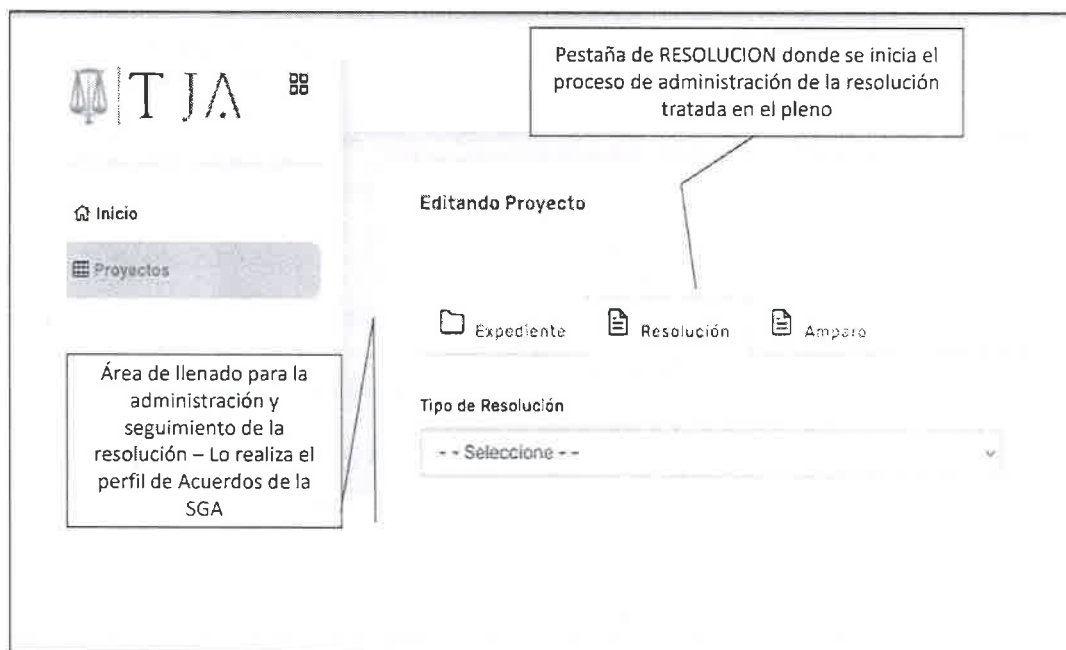 Pestaña de RESOLUCION donde se inicia el
proceso de administración de la resolución
tratada en el pleno
TJA
Inicio
Proyectos
Editando Proyecto
Expediente
Resolución
Amparo
Área de llenado para la
administración y
seguimiento de la
resolución – Lo realiza el
perfil de Acuerdos de la
SGA
Tipo de Resolución
- - Seleccione - -